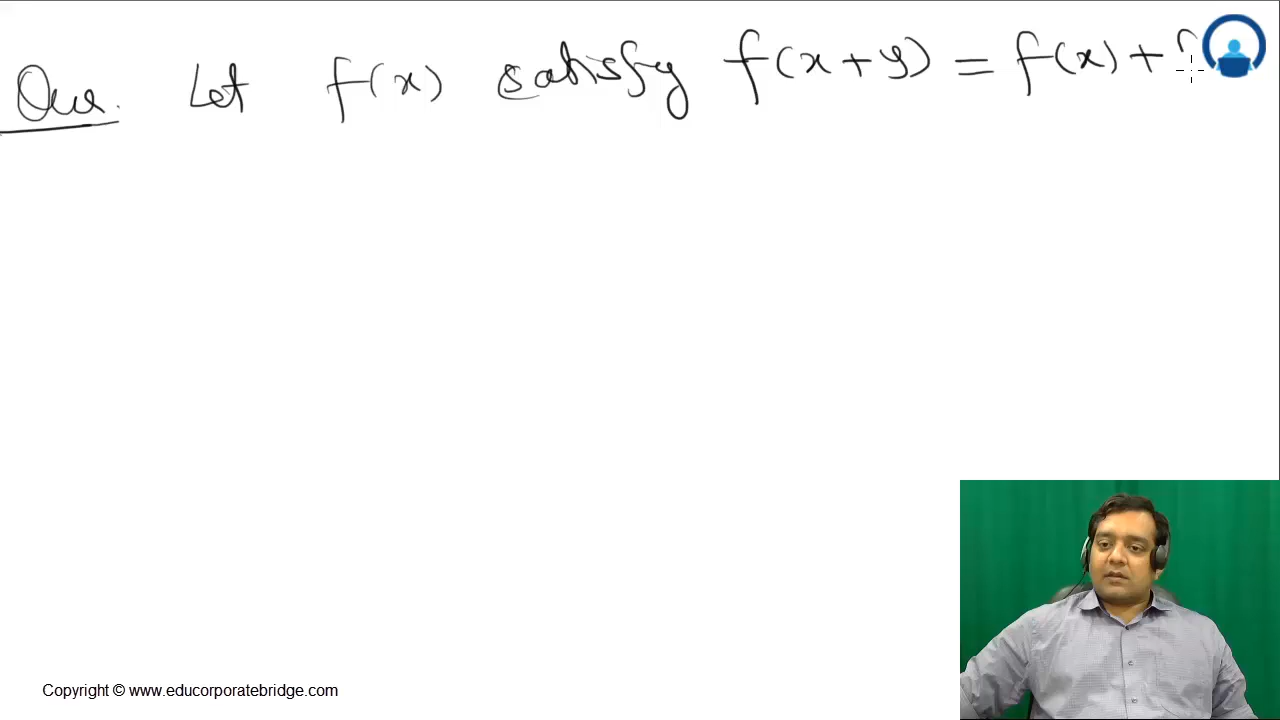 Que. Let f(x) satisfy f(x+y) = f(x) +
Copyright © www.educorporatebridge.com